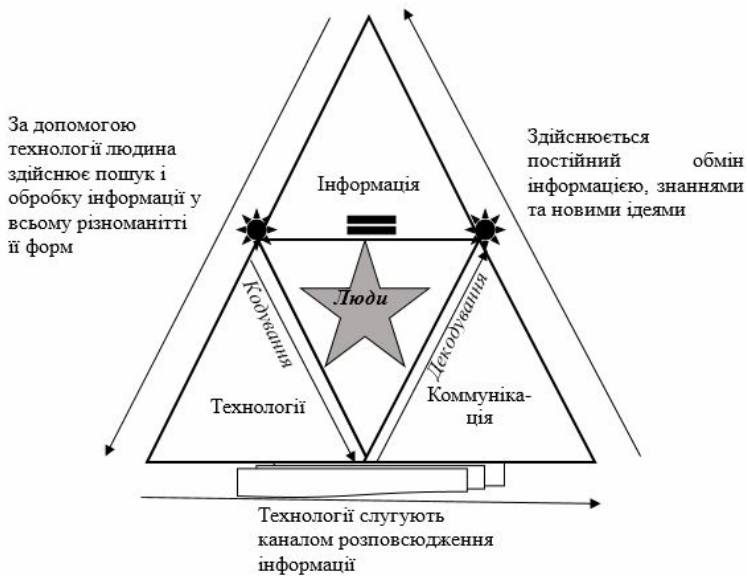 За допомогою
технології людина
здійснює пошук і
обробку інформації у
всьому різноманітті
її форм
Здійснюється
постійний обмін
інформацією, знаннями
та новими ідеями
Інформація
Люди
Кодування
Декодування
Технології
Коммуніка-
ція
Технології слугують
каналом розповсюдження
інформації